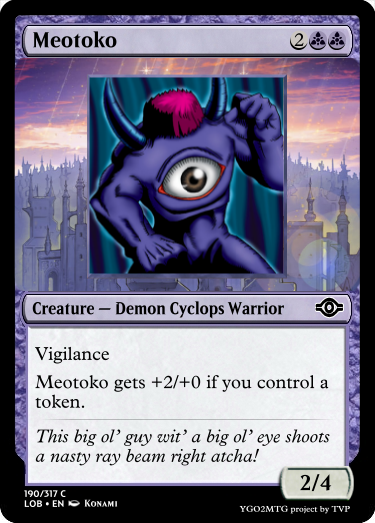 Meotoko 2
Creature — Demon Cyclops Warrior
Vigilance
Meotoko gets +2/+0 if you control a
token.
This big ol' guy wit' a big ol' eye shoots
a nasty ray beam right atcha!
2/4
190/317 C
LOB • EN Konami
YGO2MTG project by TVP